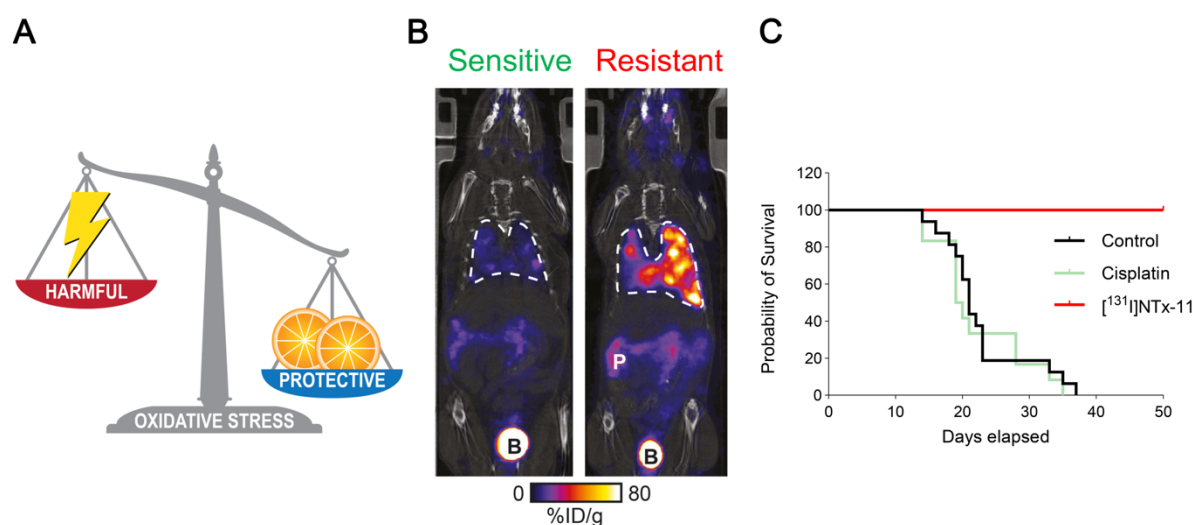 A
HARMFUL
PROTECTIVE
OXIDATIVE STRESS
B
Sensitive Resistant
P
B B
0 80
%ID/g
C
Probability of Survival
120
100
80
60
40
20
0
0 10 20 30 40 50
Days elapsed
Control
Cisplatin
[¹³¹I]NTx-11